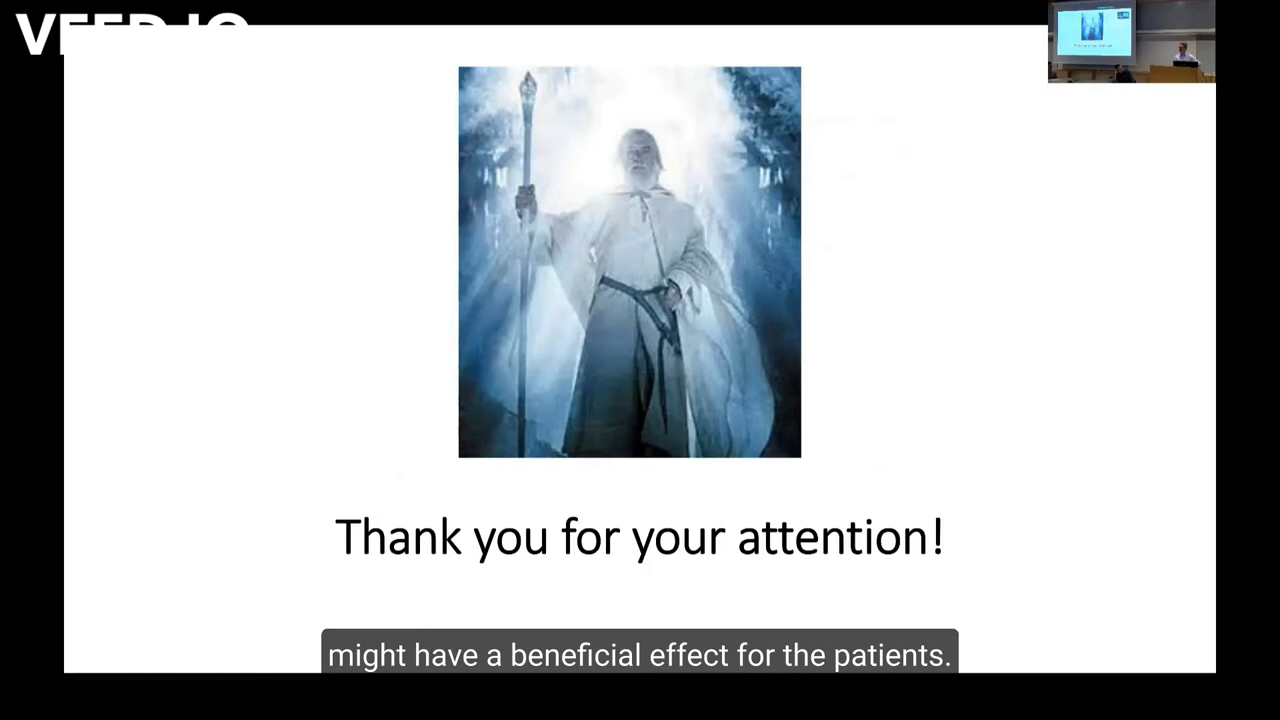 VEED.IO
Thank you for your attention!
might have a beneficial effect for the patients.